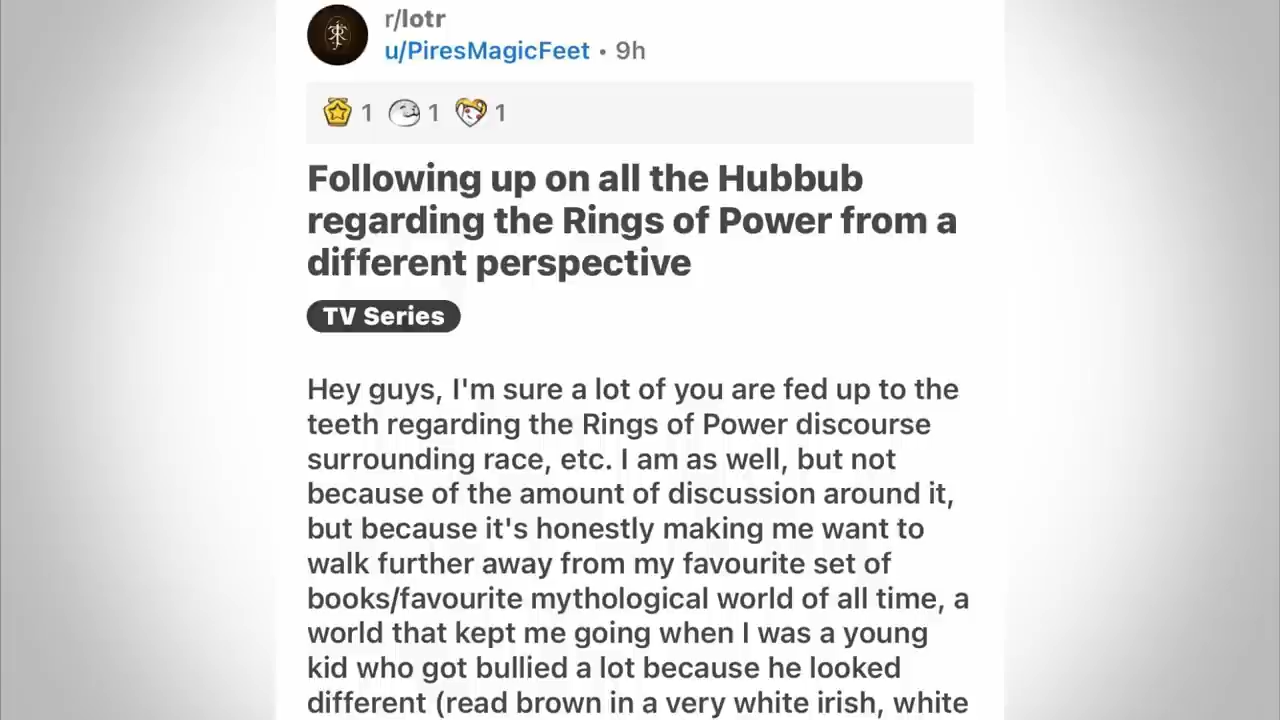 r/lotr
u/PiresMagicFeet • 9h
1 1 1
Following up on all the Hubbub
regarding the Rings of Power from a
different perspective
TV Series
Hey guys, I'm sure a lot of you are fed up to the
teeth regarding the Rings of Power discourse
surrounding race, etc. I am as well, but not
because of the amount of discussion around it,
but because it's honestly making me want to
walk further away from my favourite set of
books/favourite mythological world of all time, a
world that kept me going when I was a young
kid who got bullied a lot because he looked
different (read brown in a very white irish, white